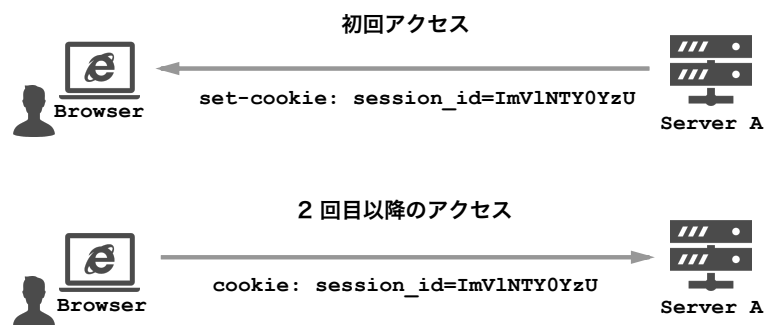 初回アクセス
set-cookie: session_id=ImVlNTY0YzU
Browser
Server A
2 回目以降のアクセス
cookie: session_id=ImVlNTY0YzU
Browser
Server A